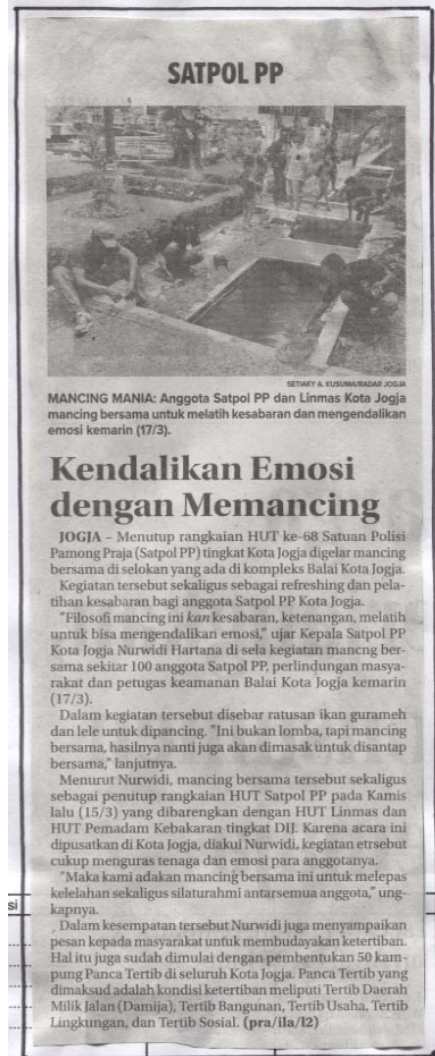 SATPOL PP
SETIAKY A. KUSUMA/RADAR JOGJA
MANCING MANIA: Anggota Satpol PP dan Linmas Kota Jogja
mancing bersama untuk melatih kesabaran dan mengendalikan
emosi kemarin (17/3).
Kendalikan Emosi
dengan Memancing
JOGJA – Menutup rangkaian HUT ke-68 Satuan Polisi
Pamong Praja (Satpol PP) tingkat Kota Jogja digelar mancing
bersama di selokan yang ada di kompleks Balai Kota Jogja.
Kegiatan tersebut sekaligus sebagai refreshing dan pela-
tihan kesabaran bagi anggota Satpol PP Kota Jogja.
"Filosofi mancing ini kan kesabaran, ketenangan, melatih
untuk bisa mengendalikan emosi," ujar Kepala Satpol PP
Kota Jogja Nurwidi Hartana di sela kegiatan mancng ber-
sama sekitar 100 anggota Satpol PP, perlindungan masya-
rakat dan petugas keamanan Balai Kota Jogja kemarin
(17/3).
Dalam kegiatan tersebut disebar ratusan ikan gurameh
dan lele untuk dipancing. "Ini bukan lomba, tapi mancing
bersama, hasilnya nanti juga akan dimasak untuk disantap
bersama," lanjutnya.
Menurut Nurwidi, mancing bersama tersebut sekaligus
sebagai penutup rangkaian HUT Satpol PP pada Kamis
lalu (15/3) yang dibarengkan dengan HUT Linmas dan
HUT Pemadam Kebakaran tingkat DIJ. Karena acara ini
dipusatkan di Kota Jogja, diakui Nurwidi, kegiatan etrsebut
cukup menguras tenaga dan emosi para anggotanya.
"Maka kami adakan mancing bersama ini untuk melepas
kelelahan sekaligus silaturahmi antarsemua anggota," ung-
kapnya.
Dalam kesempatan tersebut Nurwidi juga menyampaikan
pesan kepada masyarakat untuk membudayakan ketertiban.
Hal itu juga sudah dimulai dengan pembentukan 50 kam-
pung Panca Tertib di seluruh Kota Jogja. Panca Tertib yang
dimaksud adalah kondisi ketertiban meliputi Tertib Daerah
Milik Jalan (Damija), Tertib Bangunan, Tertib Usaha, Tertib
Lingkungan, dan Tertib Sosial. (pra/ila/l2)
si